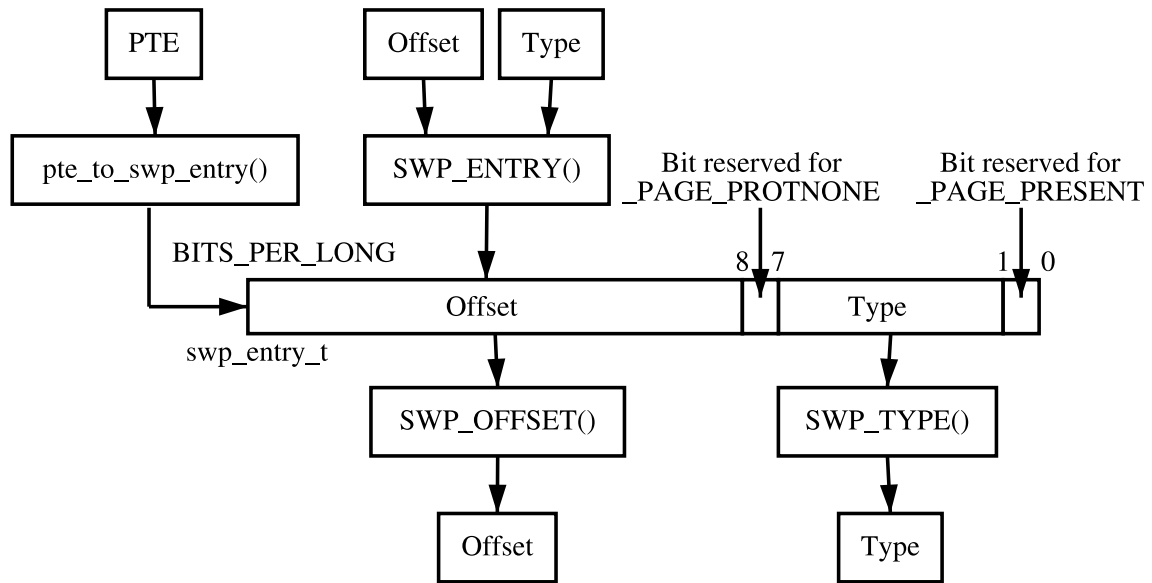 PTE
Offset
Type
pte_to_swp_entry()
SWP_ENTRY()
Bit reserved for
_PAGE_PROTNONE
Bit reserved for
_PAGE_PRESENT
BITS_PER_LONG
8
7
1
0
Offset
Type
swp_entry_t
SWP_OFFSET()
SWP_TYPE()
Offset
Type